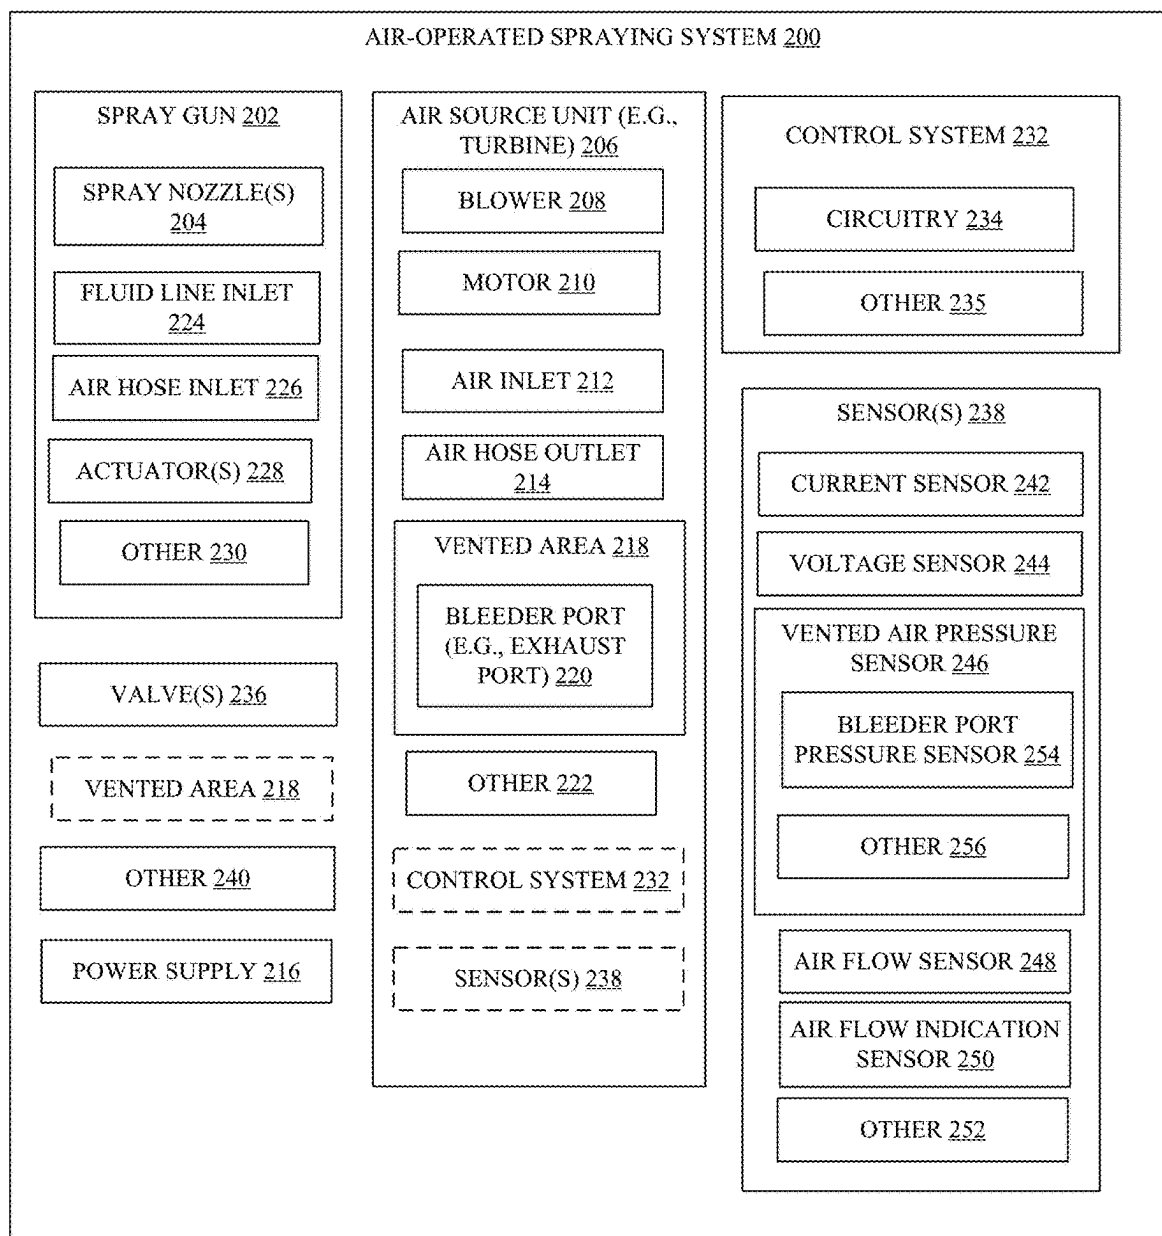 AIR-OPERATED SPRAYING SYSTEM 200
SPRAY GUN 202
SPRAY NOZZLE(S)
204
FLUID LINE INLET
224
AIR HOSE INLET 226
ACTUATOR(S) 228
OTHER 230
VALVE(S) 236
VENTED AREA 218
OTHER 240
POWER SUPPLY 216
AIR SOURCE UNIT (E.G.,
TURBINE) 206
BLOWER 208
MOTOR 210
AIR INLET 212
AIR HOSE OUTLET
214
VENTED AREA 218
BLEEDER PORT
(E.G., EXHAUST
PORT) 220
OTHER 222
CONTROL SYSTEM 232
SENSOR(S) 238
CONTROL SYSTEM 232
CIRCUITRY 234
OTHER 235
SENSOR(S) 238
CURRENT SENSOR 242
VOLTAGE SENSOR 244
VENTED AIR PRESSURE
SENSOR 246
BLEEDER PORT
PRESSURE SENSOR 254
OTHER 256
AIR FLOW SENSOR 248
AIR FLOW INDICATION
SENSOR 250
OTHER 252